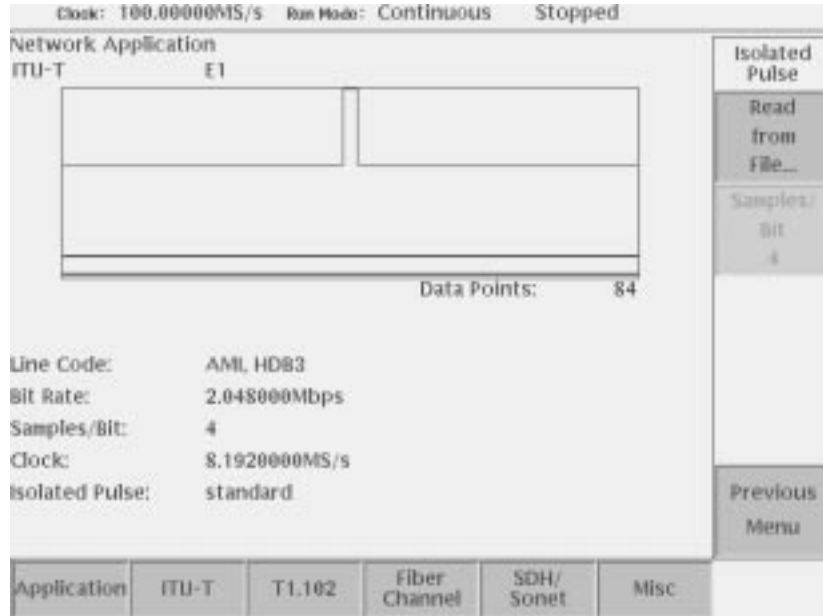 Clock: 100.00000MS/s Run Mode: Continuous Stopped
Network Application
ITU-T E1
Data Points: 84
Line Code: AMI, HDB3
Bit Rate: 2.048000Mbps
Samples/Bit: 4
Clock: 8.1920000MS/s
Isolated Pulse: standard
Isolated
Pulse
Read
from
File...
Samples/
Bit
4
Previous
Menu
Application ITU-T T1.102 Fiber Channel SDH/ Sonet Misc